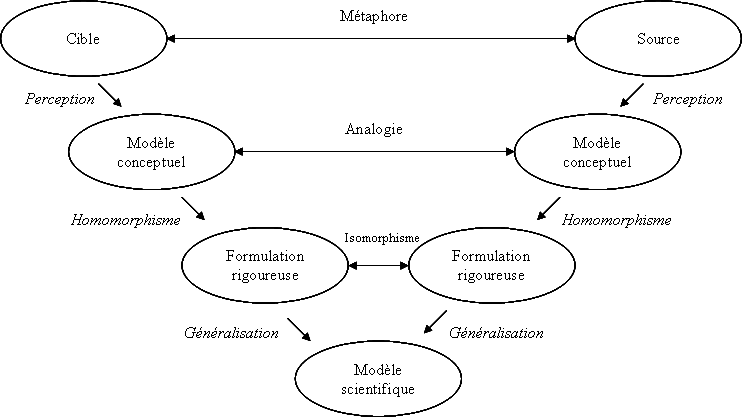 Métaphore
Cible
Source
Perception
Perception
Analogie
Modèle
conceptuel
Modèle
conceptuel
Homomorphisme
Homomorphisme
Isomorphisme
Formulation
rigoureuse
Formulation
rigoureuse
Généralisation
Généralisation
Modèle
scientifique